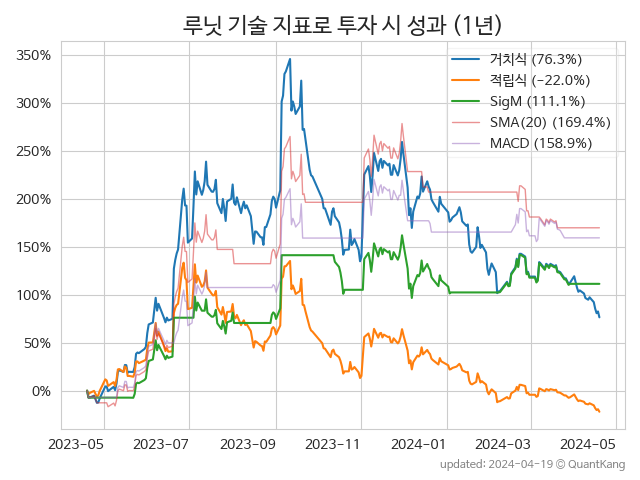 루닛 기술 지표로 투자 시 성과 (1년)
350%
300%
250%
200%
150%
100%
50%
0%
거치식 (76.3%)
적립식 (−22.0%)
SigM (111.1%)
SMA(20) (169.4%)
MACD (158.9%)
2023-05 2023-07 2023-09 2023-11 2024-01 2024-03 2024-05
updated: 2024-04-19 @ QuantKang